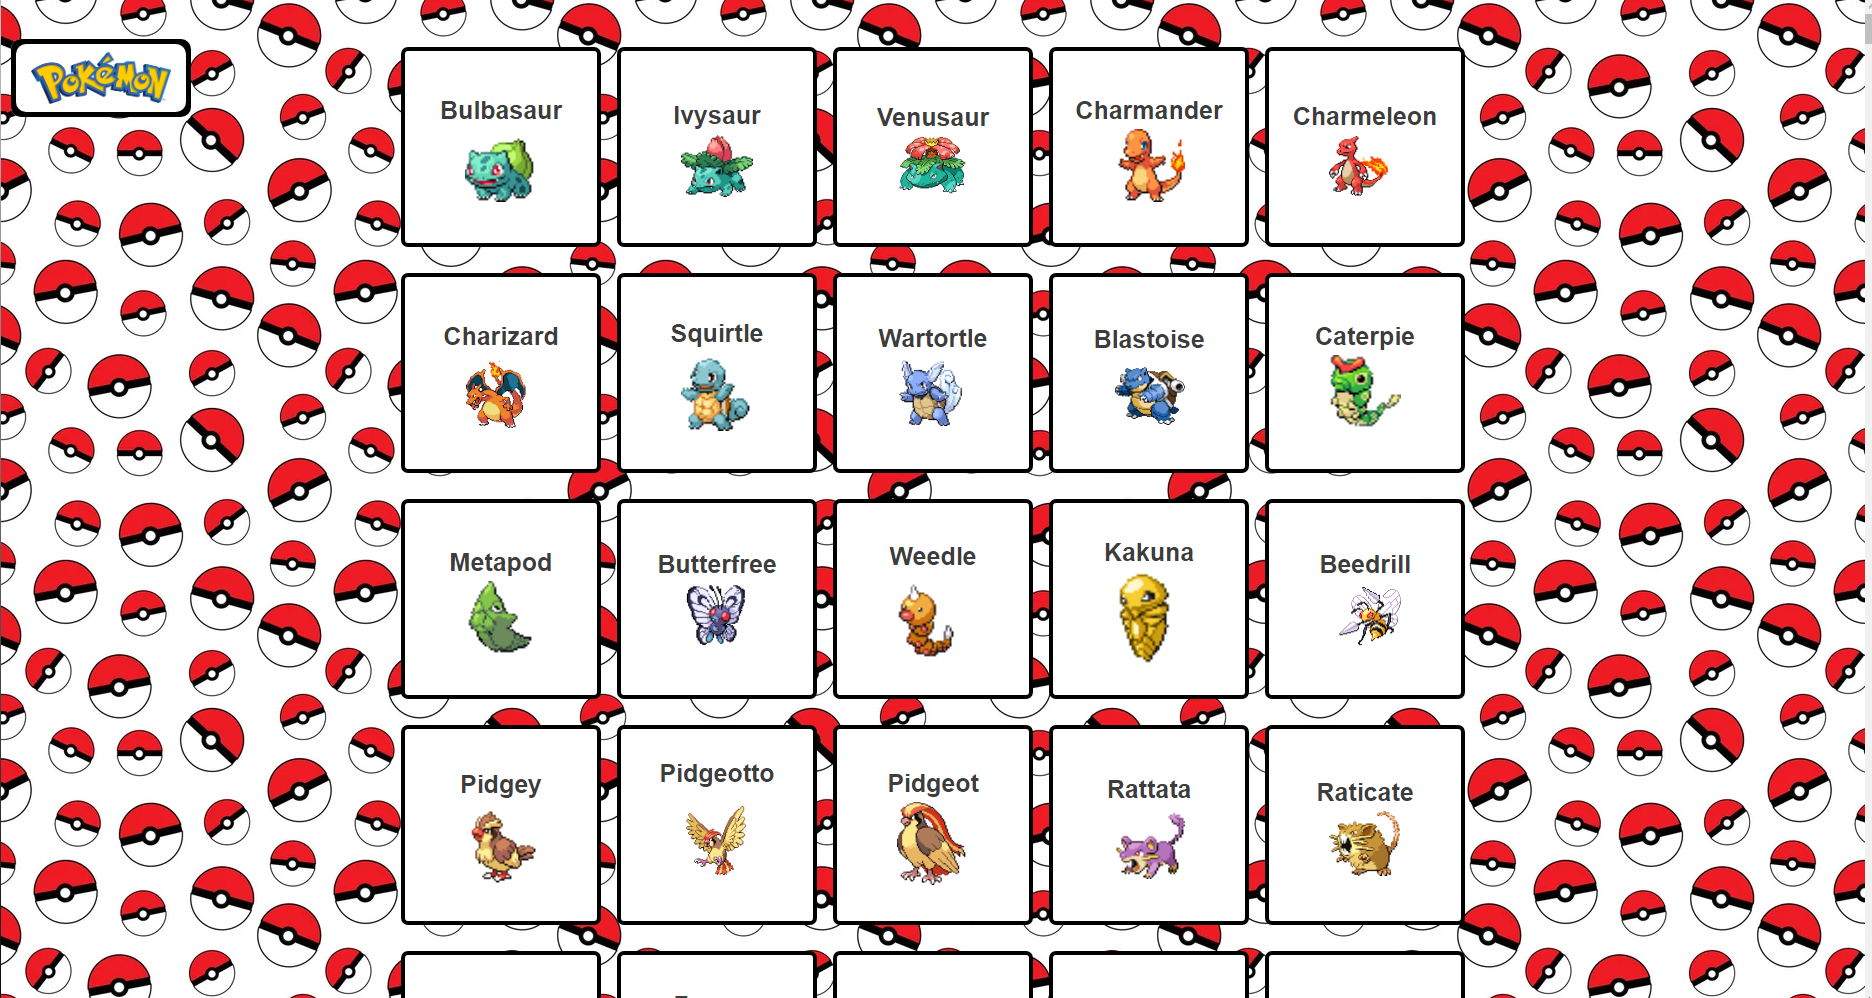 POKéMON
Bulbasaur
Ivysaur
Venusaur
Charmander
Charmeleon
Charizard
Squirtle
Wartortle
Blastoise
Caterpie
Metapod
Butterfree
Weedle
Kakuna
Beedrill
Pidgey
Pidgeotto
Pidgeot
Rattata
Raticate